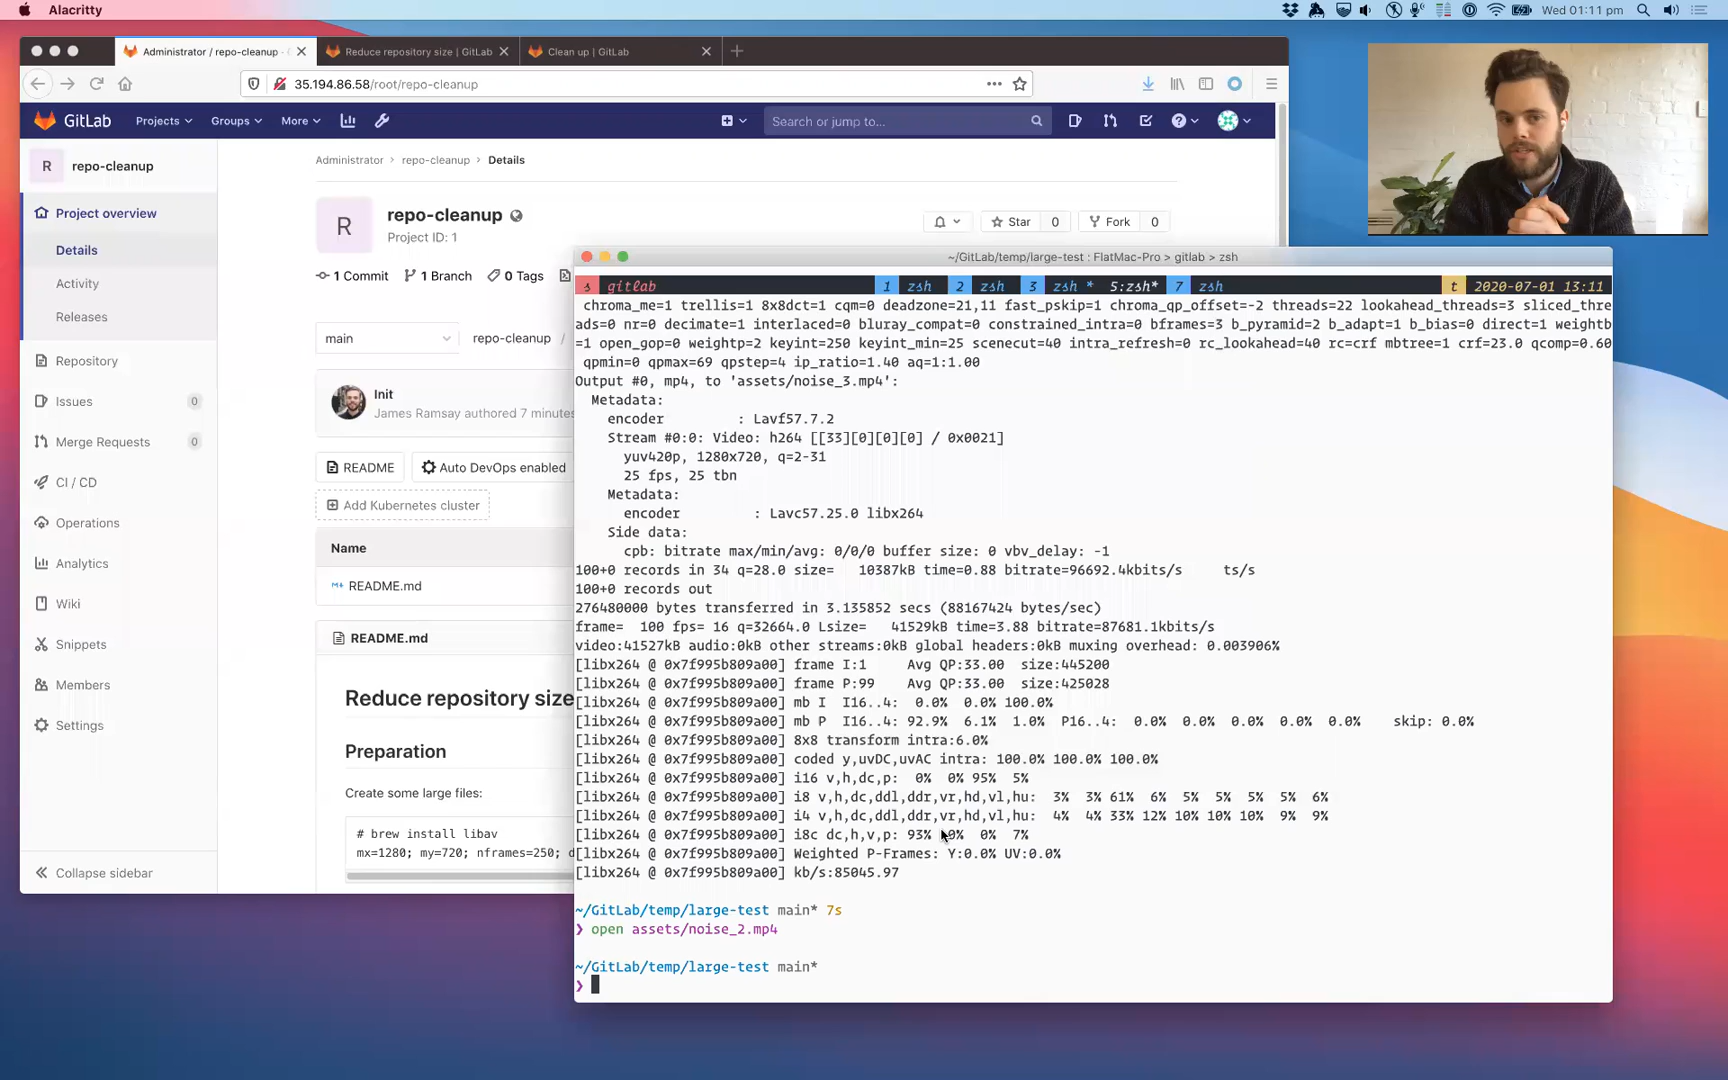 Alacritty
Wed 01:11 pm
Administrator / repo-cleanup ·
Reduce repository size | GitLab
Clean up | GitLab
35.194.86.58/root/repo-cleanup
GitLab Projects Groups More Search or jump to...
R repo-cleanup
Project overview
Details
Activity
Releases
Repository
Issues 0
Merge Requests 0
CI / CD
Operations
Analytics
Wiki
Snippets
Members
Settings
Collapse sidebar
Administrator > repo-cleanup > Details
R
repo-cleanup
Project ID: 1
Star 0 Fork 0
1 Commit 1 Branch 0 Tags
main repo-cleanup /
Init
James Ramsay authored 7 minutes
README Auto DevOps enabled
Add Kubernetes cluster
Name
README.md
README.md
Reduce repository size
Preparation
Create some large files:
# brew install libav
mx=1280; my=720; nframes=250; d
~/GitLab/temp/large-test : FlatMac-Pro > gitlab > zsh
s gitlab 1 zsh 2 zsh 3 zsh * 5:zsh* 7 zsh t 2020-07-01 13:11
chroma_me=1 trellis=1 8x8dct=1 cqm=0 deadzone=21,11 fast_pskip=1 chroma_qp_offset=-2 threads=22 lookahead_threads=3 sliced_thre
ads=0 nr=0 decimate=1 interlaced=0 bluray_compat=0 constrained_intra=0 bframes=3 b_pyramid=2 b_adapt=1 b_bias=0 direct=1 weightb
=1 open_gop=0 weightp=2 keyint=250 keyint_min=25 scenecut=40 intra_refresh=0 rc_lookahead=40 rc=crf mbtree=1 crf=23.0 qcomp=0.60
qpmin=0 qpmax=69 qpstep=4 ip_ratio=1.40 aq=1:1.00
Output #0, mp4, to 'assets/noise_3.mp4':
Metadata:
encoder : Lavf57.7.2
Stream #0:0: Video: h264 [[33][0][0][0] / 0x0021]
yuv420p, 1280x720, q=2-31
25 fps, 25 tbn
Metadata:
encoder : Lavc57.25.0 libx264
Side data:
cpb: bitrate max/min/avg: 0/0/0 buffer size: 0 vbv_delay: -1
100+0 records in 34 q=28.0 size= 10387kB time=0.88 bitrate=96692.4kbits/s ts/s
100+0 records out
276480000 bytes transferred in 3.135852 secs (88167424 bytes/sec)
frame= 100 fps= 16 q=32664.0 Lsize= 41529kB time=3.88 bitrate=87681.1kbits/s
video:41527kB audio:0kB other streams:0kB global headers:0kB muxing overhead: 0.003906%
[libx264 @ 0x7f995b809a00] frame I:1 Avg QP:33.00 size:445200
[libx264 @ 0x7f995b809a00] frame P:99 Avg QP:33.00 size:425028
[libx264 @ 0x7f995b809a00] mb I I16..4: 0.0% 0.0% 100.0%
[libx264 @ 0x7f995b809a00] mb P I16..4: 92.9% 6.1% 1.0% P16..4: 0.0% 0.0% 0.0% 0.0% 0.0% skip: 0.0%
[libx264 @ 0x7f995b809a00] 8x8 transform intra:6.0%
[libx264 @ 0x7f995b809a00] coded y,uvDC,uvAC intra: 100.0% 100.0% 100.0%
[libx264 @ 0x7f995b809a00] i16 v,h,dc,p: 0% 0% 95% 5%
[libx264 @ 0x7f995b809a00] i8 v,h,dc,ddl,ddr,vr,hd,vl,hu: 3% 3% 61% 6% 5% 5% 5% 5% 6%
[libx264 @ 0x7f995b809a00] i4 v,h,dc,ddl,ddr,vr,hd,vl,hu: 4% 4% 33% 12% 10% 10% 10% 9% 9%
[libx264 @ 0x7f995b809a00] i8c dc,h,v,p: 93% 0% 0% 7%
[libx264 @ 0x7f995b809a00] Weighted P-Frames: Y:0.0% UV:0.0%
[libx264 @ 0x7f995b809a00] kb/s:85045.97
~/GitLab/temp/large-test main* 7s
❯ open assets/noise_2.mp4
~/GitLab/temp/large-test main*
❯